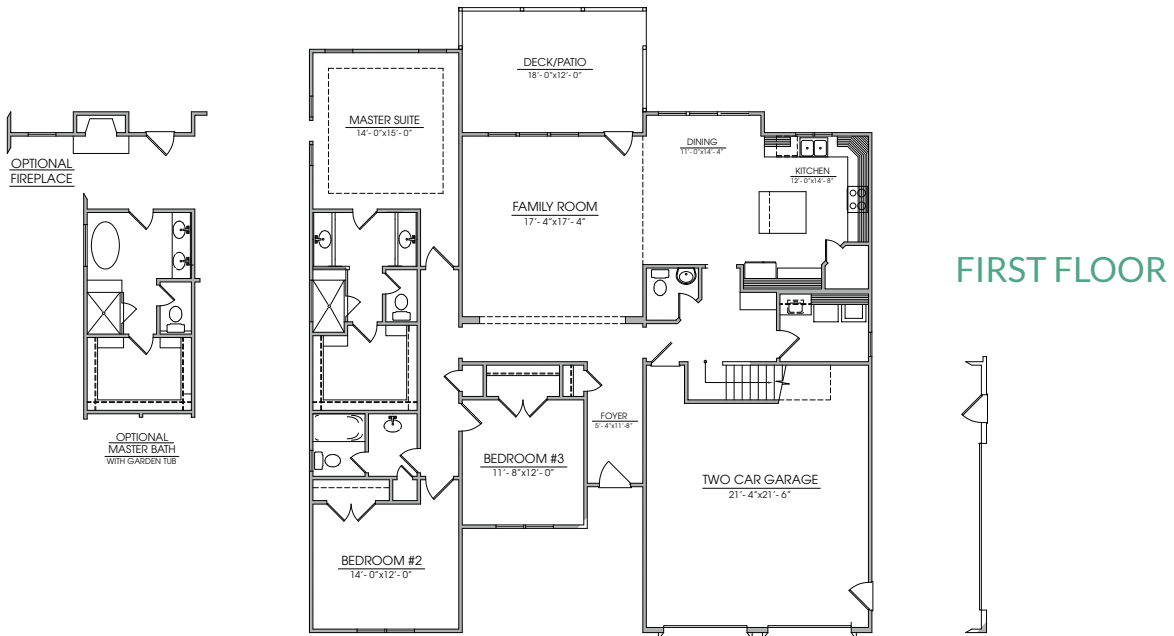 DECK/PATIO
18'- 0"x12'- 0"
MASTER SUITE
14'- 0"x15'- 0"
DINING
11'- 0"x14'- 4"
OPTIONAL
FIREPLACE
KITCHEN
12'- 0"x14'- 8"
FAMILY ROOM
17'- 4"x17'- 4"
FIRST FLOOR
FOYER
5'- 4"x11'-8"
OPTIONAL
MASTER BATH
WITH GARDEN TUB
BEDROOM #3
11'- 8"x12'- 0"
TWO CAR GARAGE
21'- 4"x21'- 6"
BEDROOM #2
14'- 0"x12'- 0"